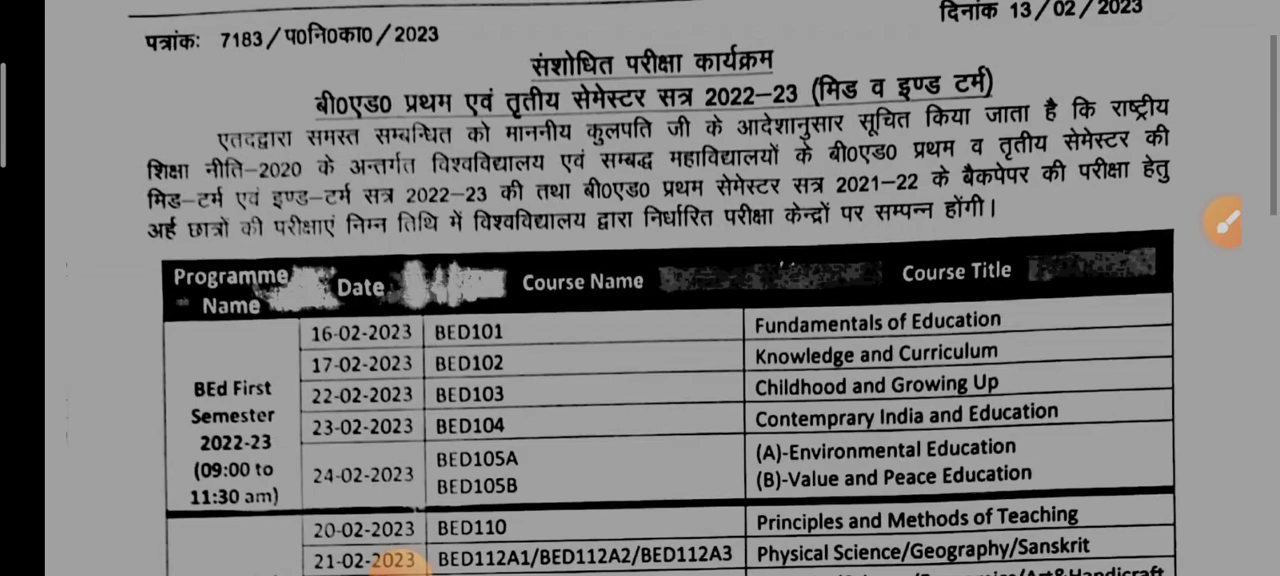 दिनांक 13/02/2023
पत्रांकः 7183/प0नि0का0/2023
संशोधित परीक्षा कार्यक्रम
बी0एड0 प्रथम एवं तृतीय सेमेस्टर सत्र 2022–23 (मिड व इण्ड टर्म)
एतदद्वारा समस्त सम्बन्धित को माननीय कुलपति जी के आदेशानुसार सूचित किया जाता है कि राष्ट्रीय
शिक्षा नीति–2020 के अन्तर्गत विश्वविद्यालय एवं सम्बद्ध महाविद्यालयों के बी0एड0 प्रथम व तृतीय सेमेस्टर की
मिड–टर्म एवं इण्ड–टर्म सत्र 2022–23 की तथा बी0एड0 प्रथम सेमेस्टर सत्र 2021–22 के बैकपेपर की परीक्षा हेतु
अर्ह छात्रों की परीक्षाएं निम्न तिथि में विश्वविद्यालय द्वारा निर्धारित परीक्षा केन्द्रों पर सम्पन्न होंगी।
Programme Name Date Course Name Course Title
BEd First Semester 2022-23 (09:00 to 11:30 am)
16-02-2023 BED101 Fundamentals of Education
17-02-2023 BED102 Knowledge and Curriculum
22-02-2023 BED103 Childhood and Growing Up
23-02-2023 BED104 Contemprary India and Education
24-02-2023 BED105A (A)-Environmental Education
BED105B (B)-Value and Peace Education
20-02-2023 BED110 Principles and Methods of Teaching
21-02-2023 BED112A1/BED112A2/BED112A3 Physical Science/Geography/Sanskrit